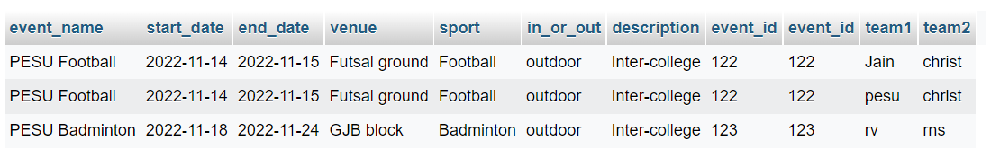 event_name start_date end_date venue sport in_or_out description event_id event_id team1 team2
PESU Football 2022-11-14 2022-11-15 Futsal ground Football outdoor Inter-college 122 122 Jain christ
PESU Football 2022-11-14 2022-11-15 Futsal ground Football outdoor Inter-college 122 122 pesu christ
PESU Badminton 2022-11-18 2022-11-24 GJB block Badminton outdoor Inter-college 123 123 rv rns